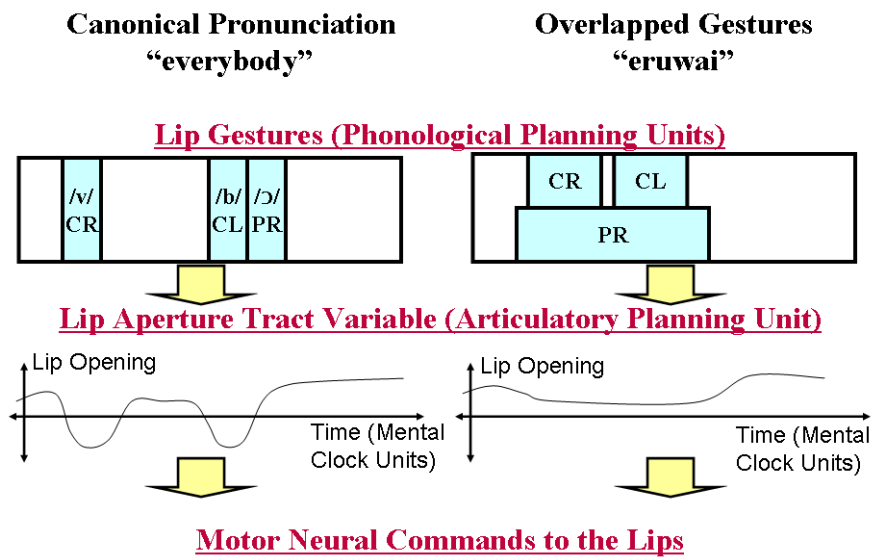 Canonical Pronunciation
“everybody”
Overlapped Gestures
“eruwai”
Lip Gestures (Phonological Planning Units)
/v/
CR
/b/
CL
/ɔ/
PR
CR
CL
PR
Lip Aperture Tract Variable (Articulatory Planning Unit)
Lip Opening
Time (Mental
Clock Units)
Lip Opening
Time (Mental
Clock Units)
Motor Neural Commands to the Lips